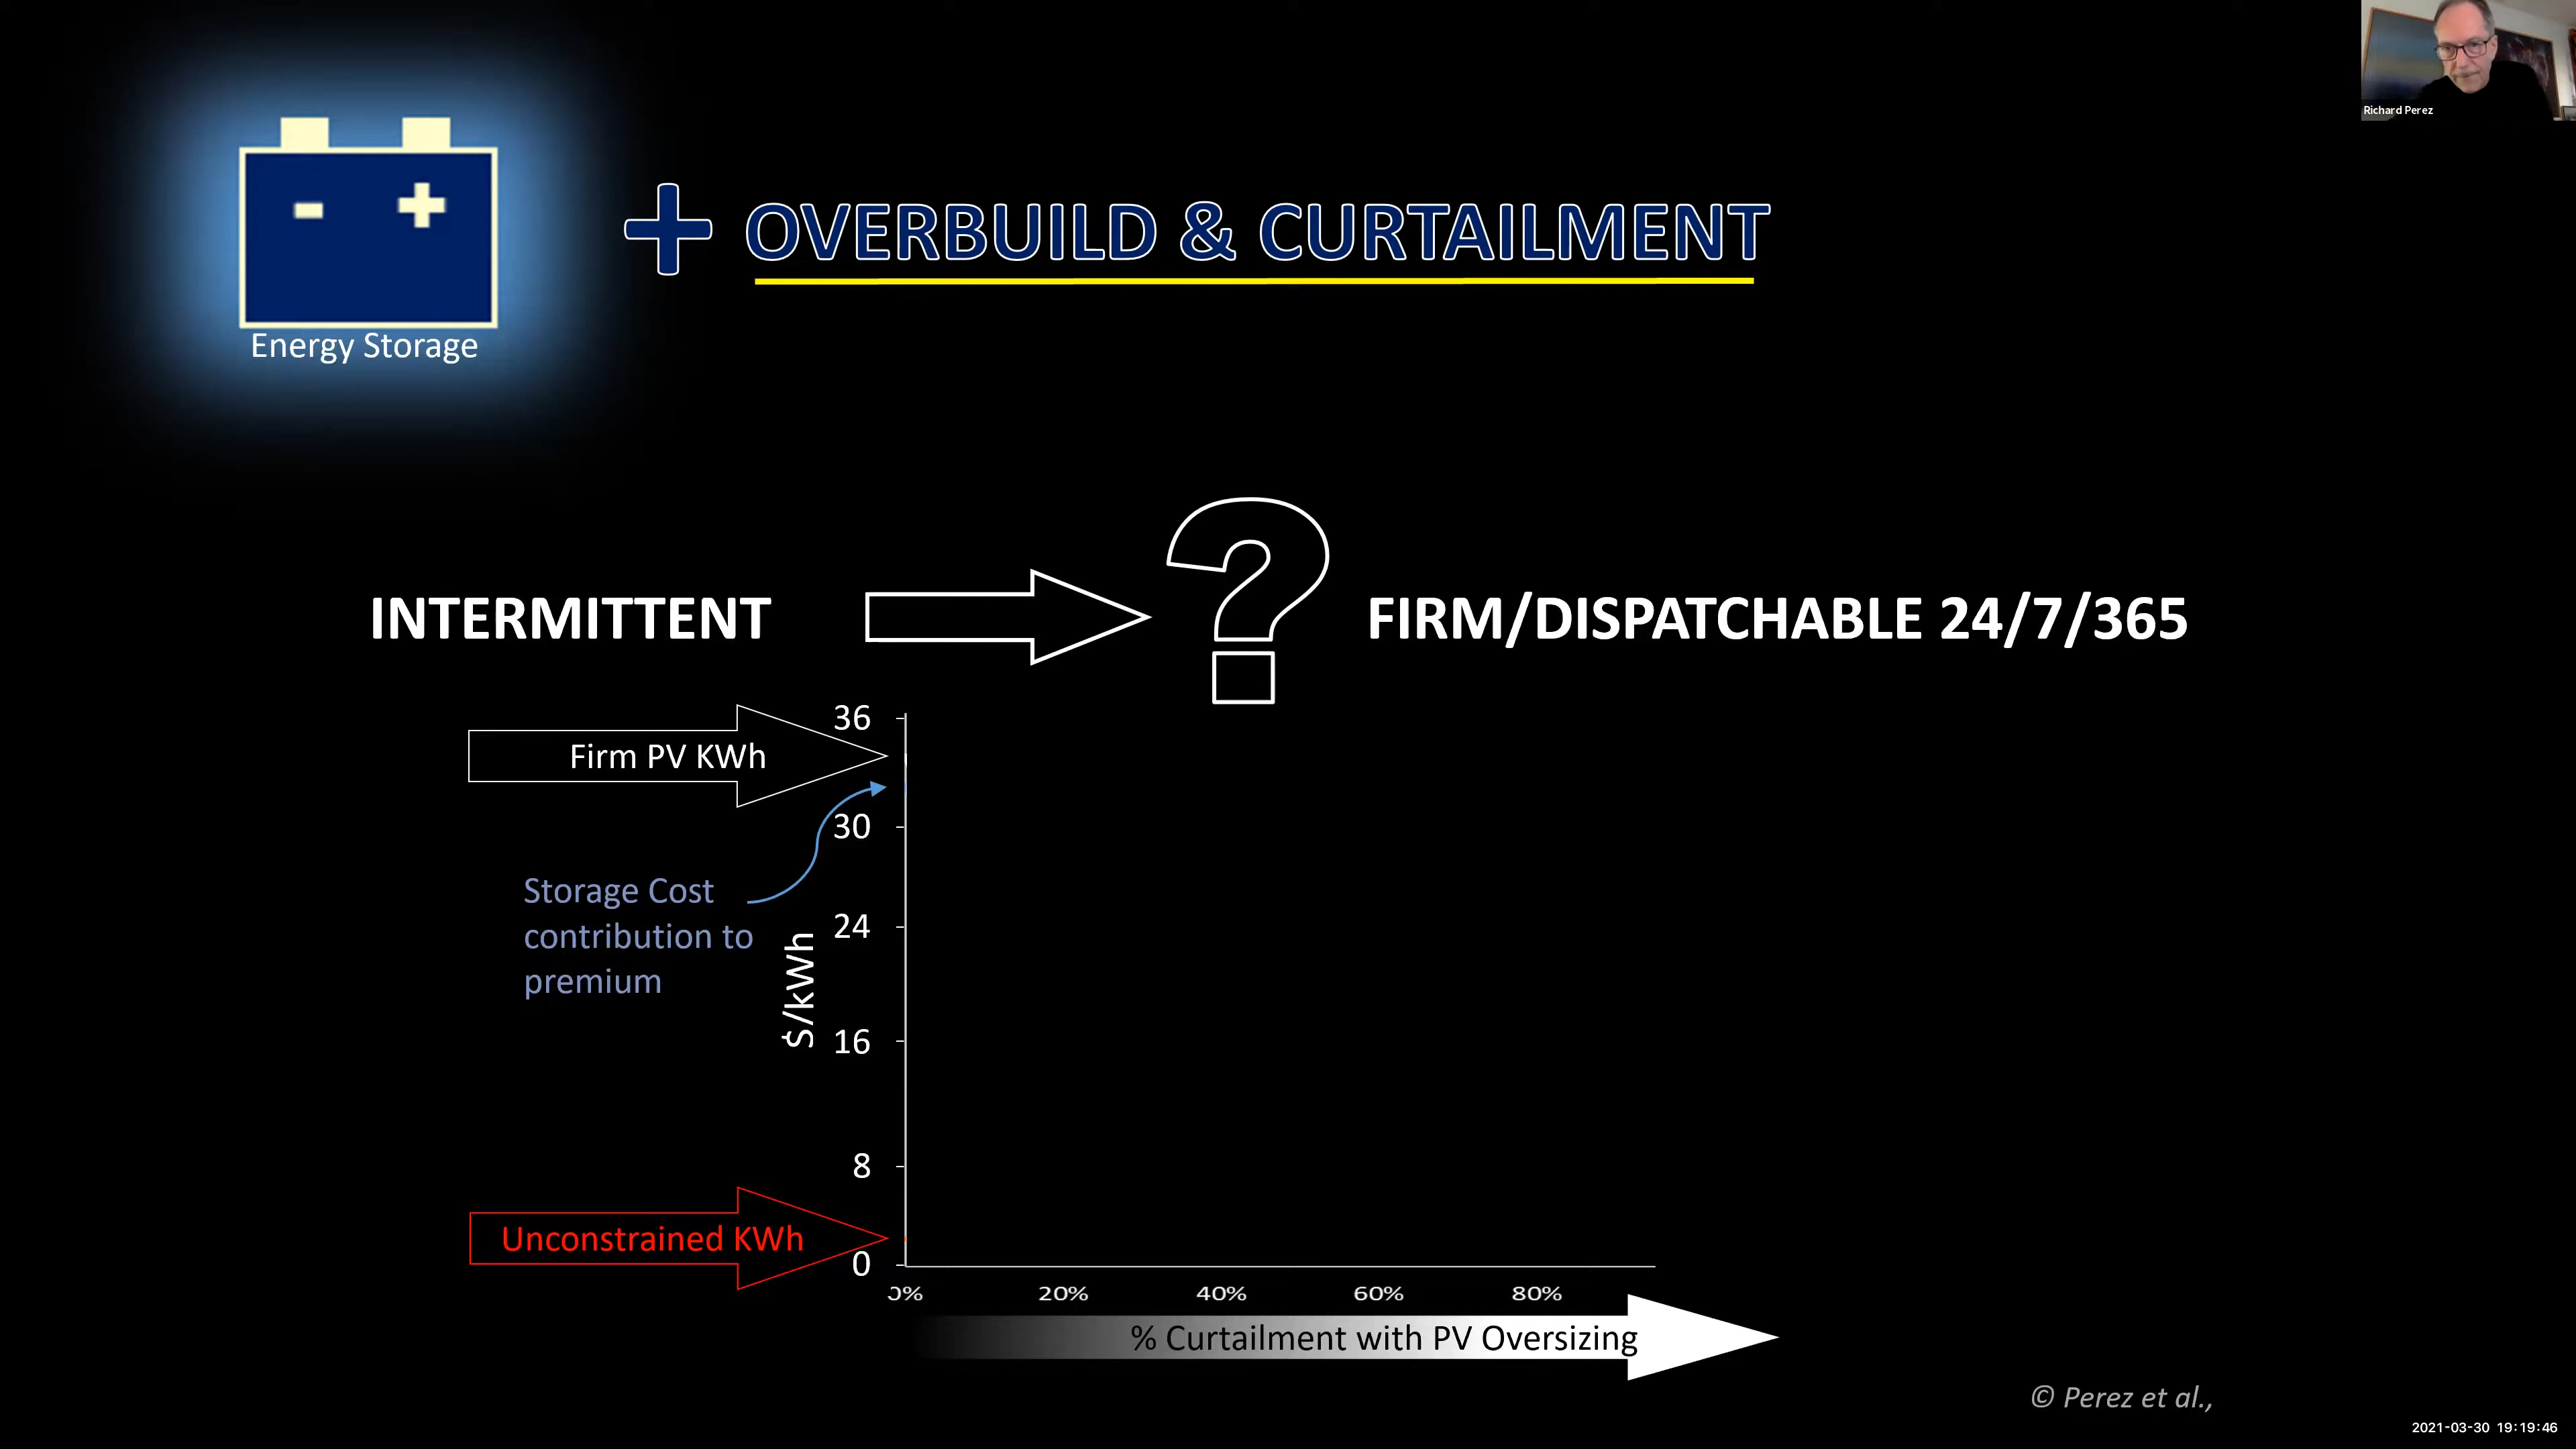 Richard Perez
- +
+ OVERBUILD & CURTAILMENT
Energy Storage
INTERMITTENT ? FIRM/DISPATCHABLE 24/7/365
Firm PV KWh
Storage Cost
contribution to
premium
Unconstrained KWh
$/kWh
36
30
24
16
8
0
0% 20% 40% 60% 80%
% Curtailment with PV Oversizing
© Perez et al.,
2021-03-30 19:19:46